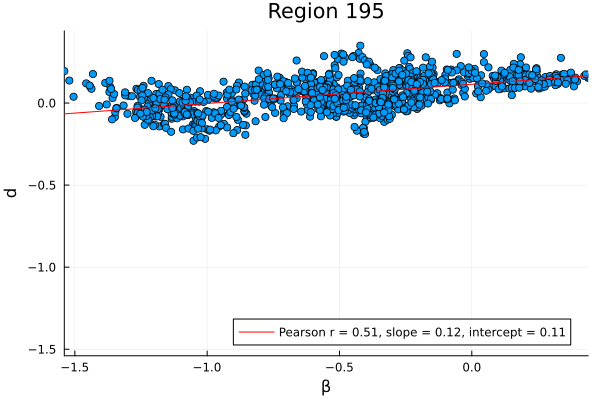 Region 195
d
0.0
−0.5
−1.0
−1.5
Pearson r = 0.51, slope = 0.12, intercept = 0.11
−1.5 −1.0 −0.5 0.0
β